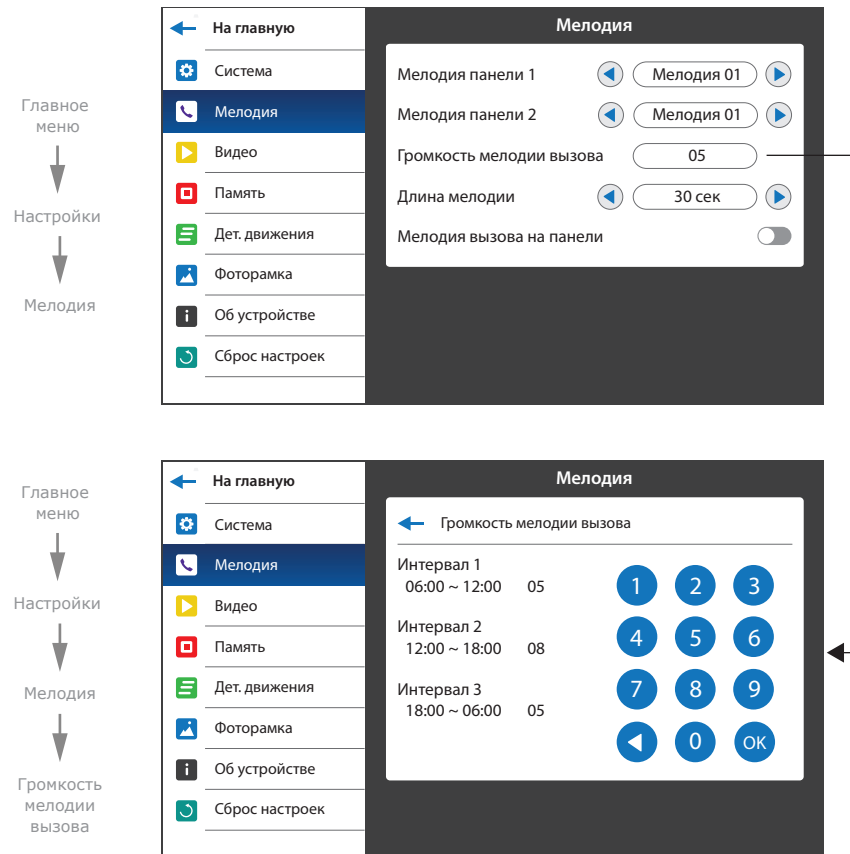 Главное
меню
Настройки
Мелодия
На главную
Система
Мелодия
Видео
Память
Дет. движения
Фоторамка
Об устройстве
Сброс настроек
Мелодия
Мелодия панели 1 Мелодия 01
Мелодия панели 2 Мелодия 01
Громкость мелодии вызова 05
Длина мелодии 30 сек
Мелодия вызова на панели
Главное
меню
Настройки
Мелодия
Громкость
мелодии
вызова
На главную
Система
Мелодия
Видео
Память
Дет. движения
Фоторамка
Об устройстве
Сброс настроек
Мелодия
Громкость мелодии вызова
Интервал 1
06:00 ~ 12:00 05
Интервал 2
12:00 ~ 18:00 08
Интервал 3
18:00 ~ 06:00 05
1 2 3
4 5 6
7 8 9
0 OK